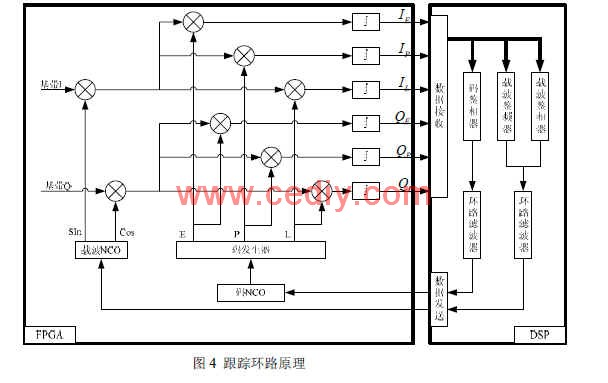 I_E
I_P
基带I
I_L
Q_E
Q_P
基带Q
Q
∫
∫
∫
∫
∫
∫
Sin
Cos
E
P
L
载波NCO
码发生器
码NCO
数据接收
码鉴相器
载波鉴频器
载波鉴相器
环路滤波器
环路滤波器
数据发送
FPGA
DSP
www.cediy.com
图 4 跟踪环路原理